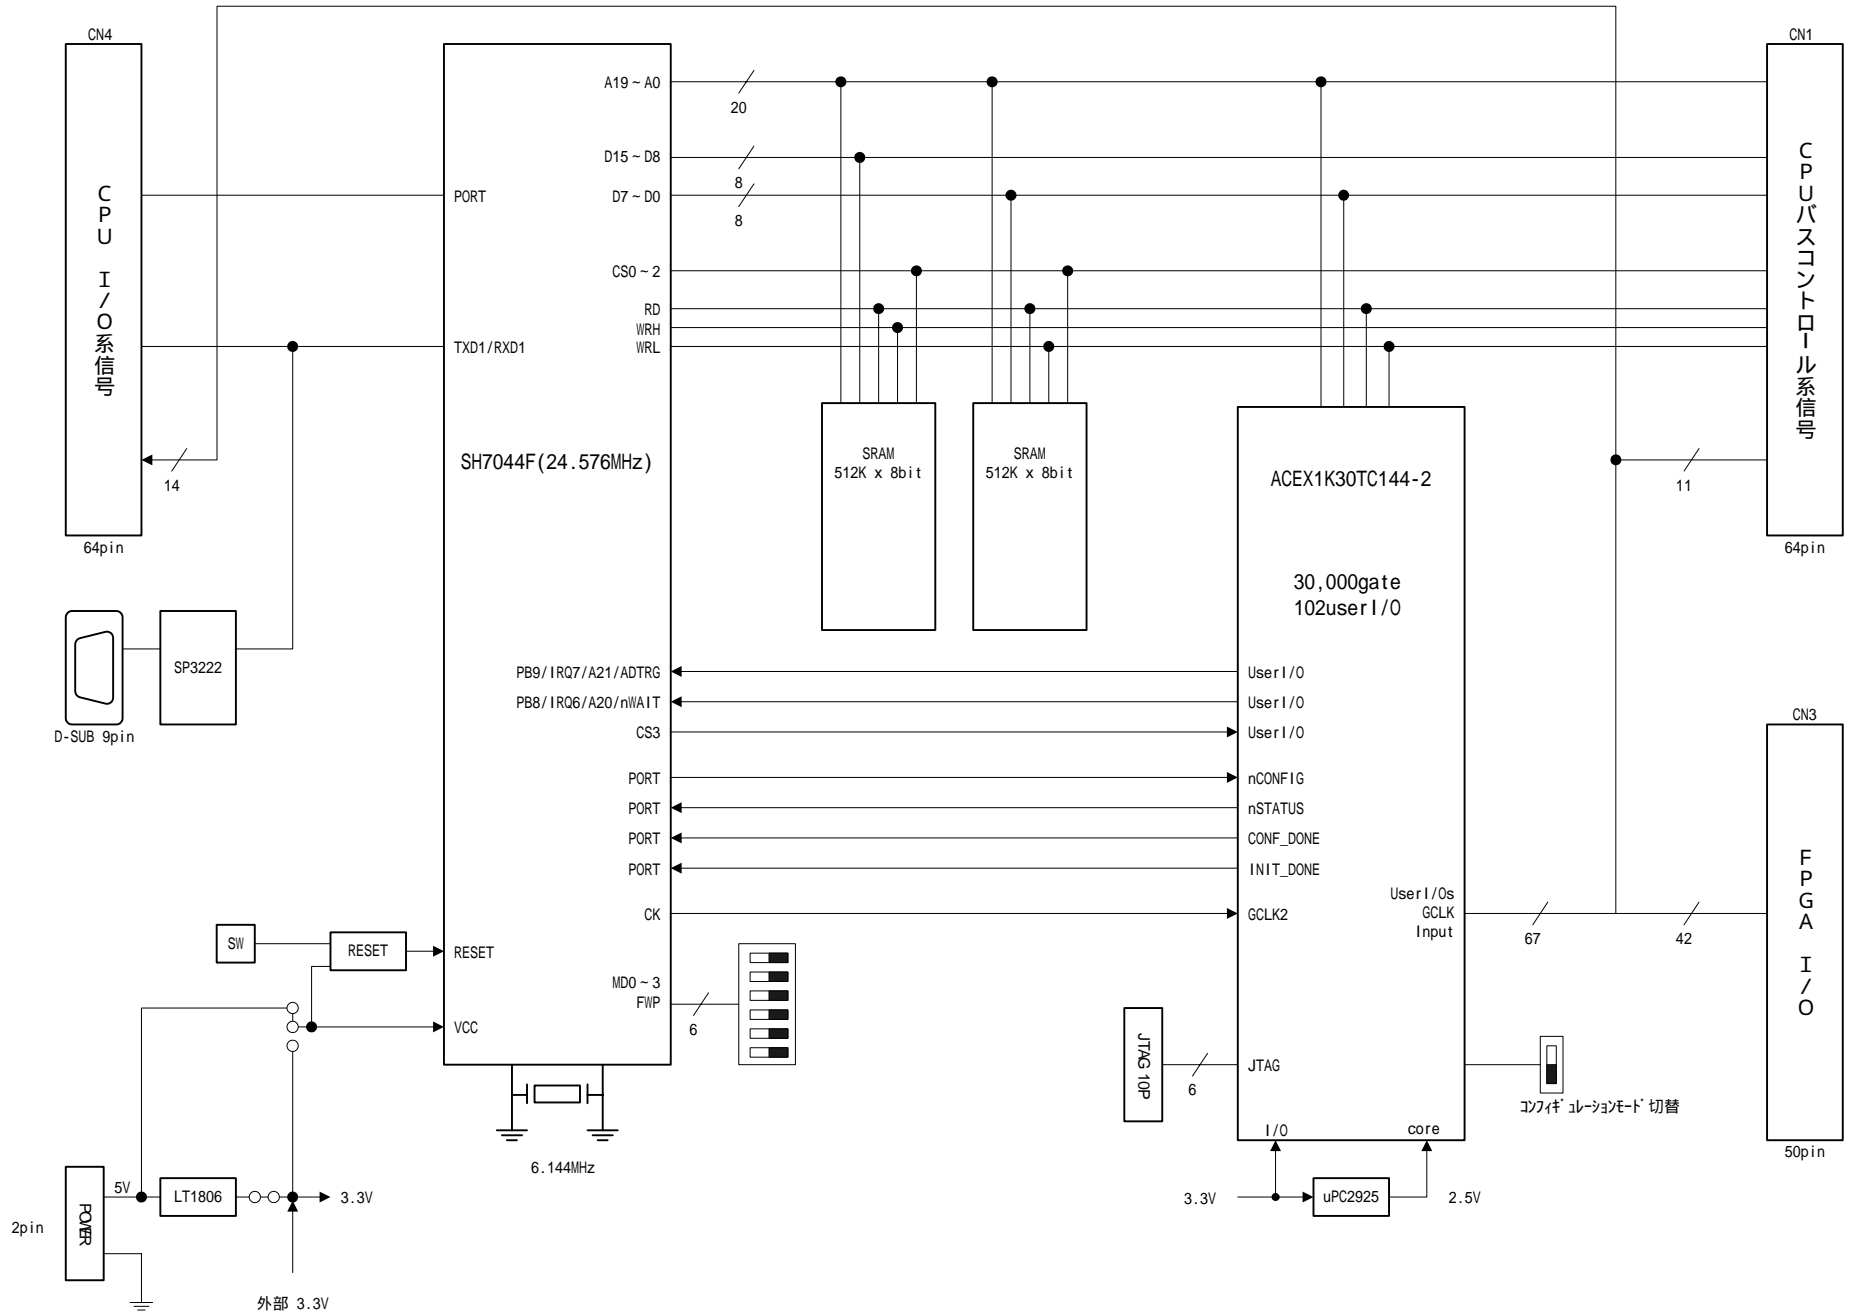 CN4
CPU I/O系信号
64pin
14
D-SUB 9pin
SP3222
SH7044F(24.576MHz)
PORT
TXD1/RXD1
RESET
VCC
A19~A0
D15~D8
D7~D0
CS0~2
RD
WRH
WRL
PB9/IRQ7/A21/ADTRG
PB8/IRQ6/A20/nWAIT
CS3
PORT
PORT
PORT
PORT
CK
MD0~3
FWP
20
8
8
6
SRAM
512K x 8bit
SRAM
512K x 8bit
ACEX1K30TC144-2
30,000gate
102userI/O
UserI/O
UserI/O
UserI/O
nCONFIG
nSTATUS
CONF_DONE
INIT_DONE
GCLK2
UserI/Os
GCLK
Input
JTAG
I/O
core
67
42
11
CN1
CPUバスコントロール系信号
64pin
CN3
FPGA I/O
50pin
SW
RESET
6.144MHz
JTAG 10P
6
コンフィギュレーションモード切替
3.3V
uPC2925
2.5V
2pin
POWER
5V
LT1806
3.3V
外部 3.3V